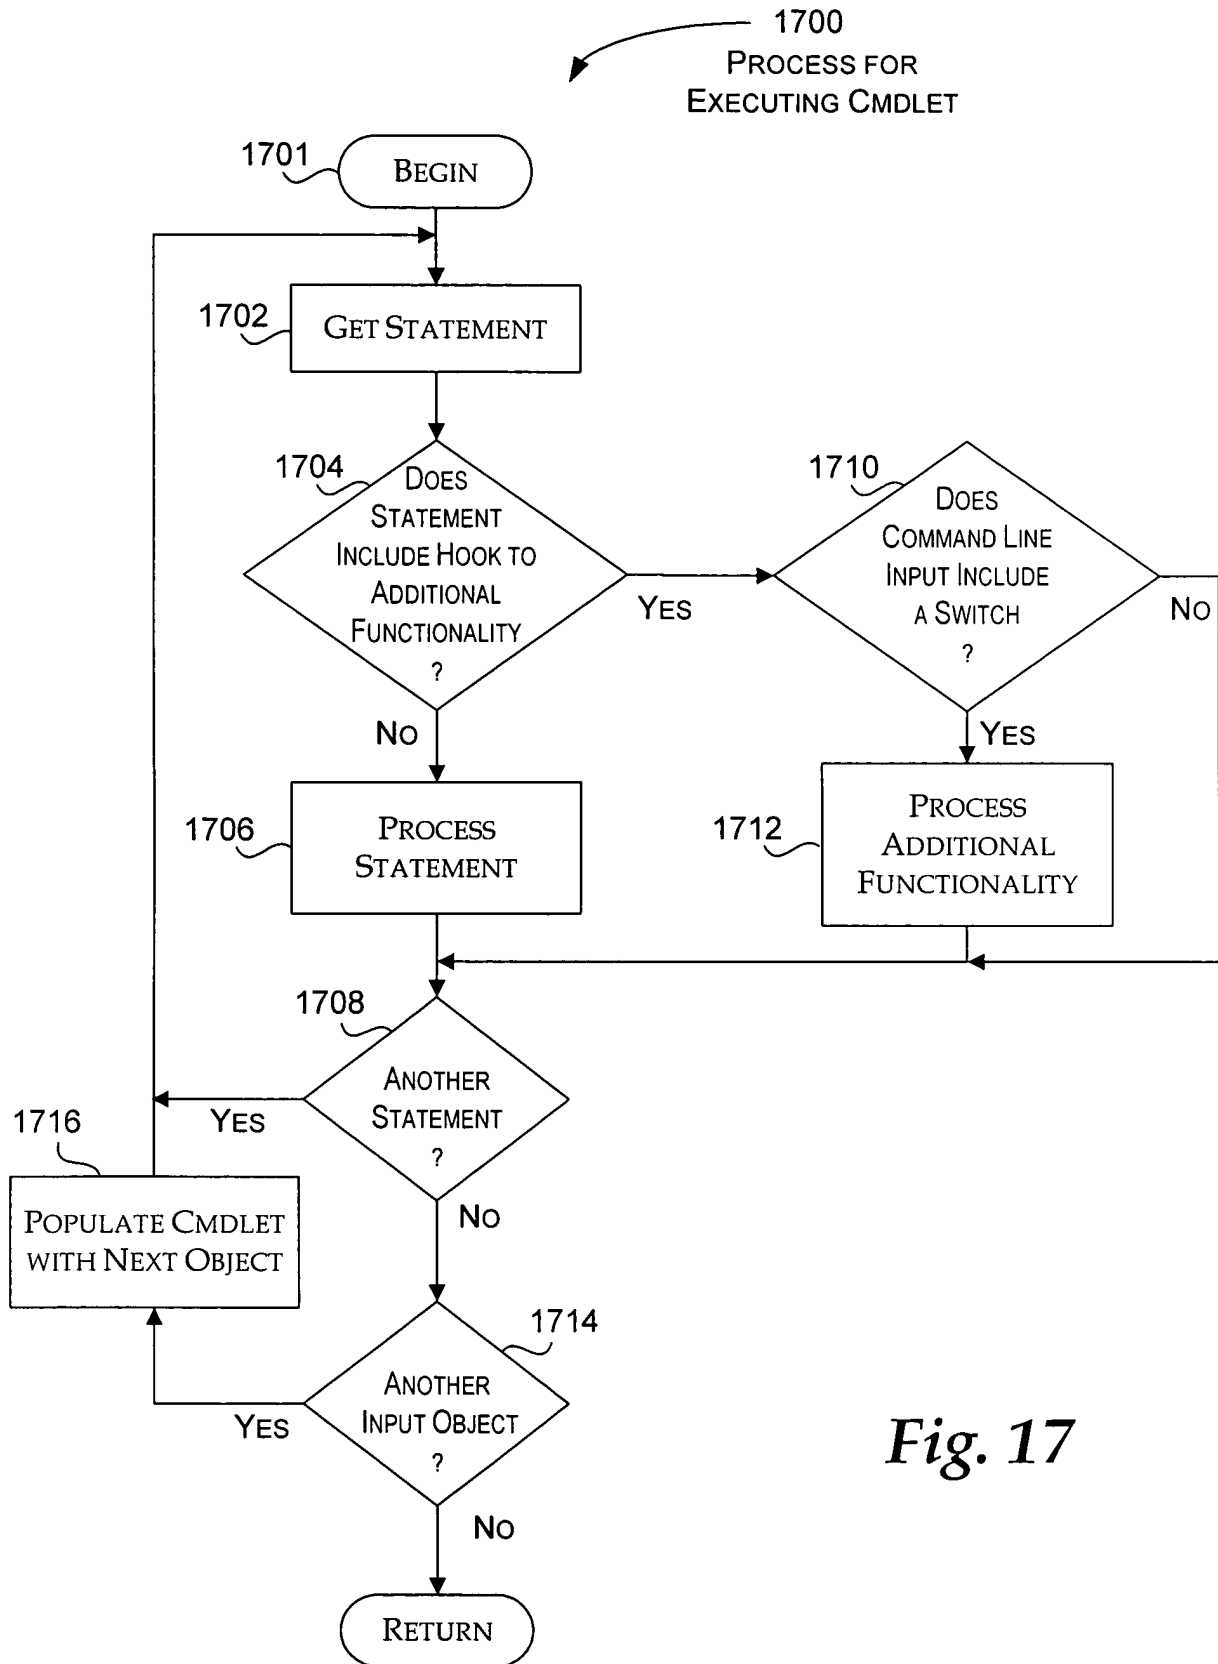 1700
PROCESS FOR
EXECUTING CMDLET
1701
BEGIN
1702
GET STATEMENT
1704
DOES
STATEMENT
INCLUDE HOOK TO
ADDITIONAL
FUNCTIONALITY
?
YES
NO
1710
DOES
COMMAND LINE
INPUT INCLUDE
A SWITCH
?
NO
YES
1706
PROCESS
STATEMENT
1712
PROCESS
ADDITIONAL
FUNCTIONALITY
1708
ANOTHER
STATEMENT
?
YES
NO
1716
POPULATE CMDLET
WITH NEXT OBJECT
1714
ANOTHER
INPUT OBJECT
?
YES
NO
RETURN
Fig. 17